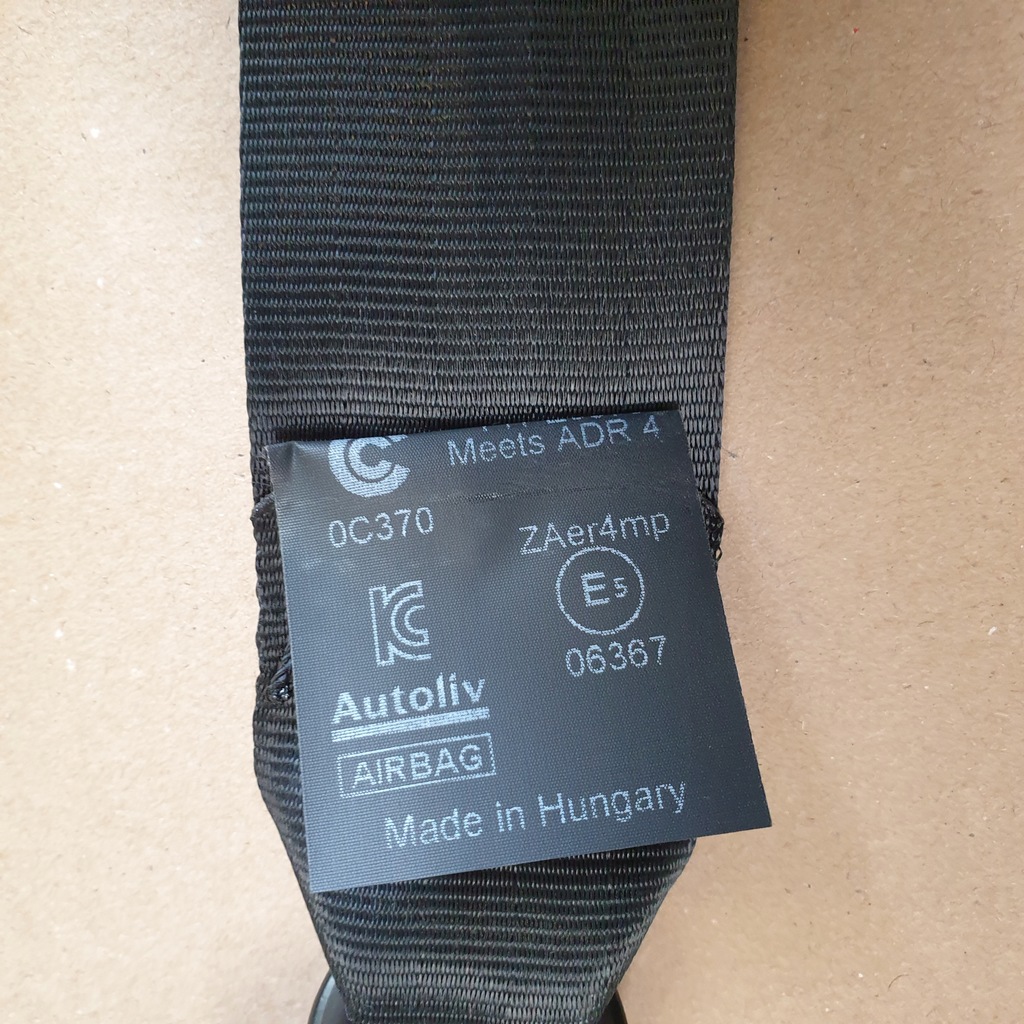 Meets ADR 4
0C370
ZAer4mp
E5
06367
Autoliv
AIRBAG
Made in Hungary